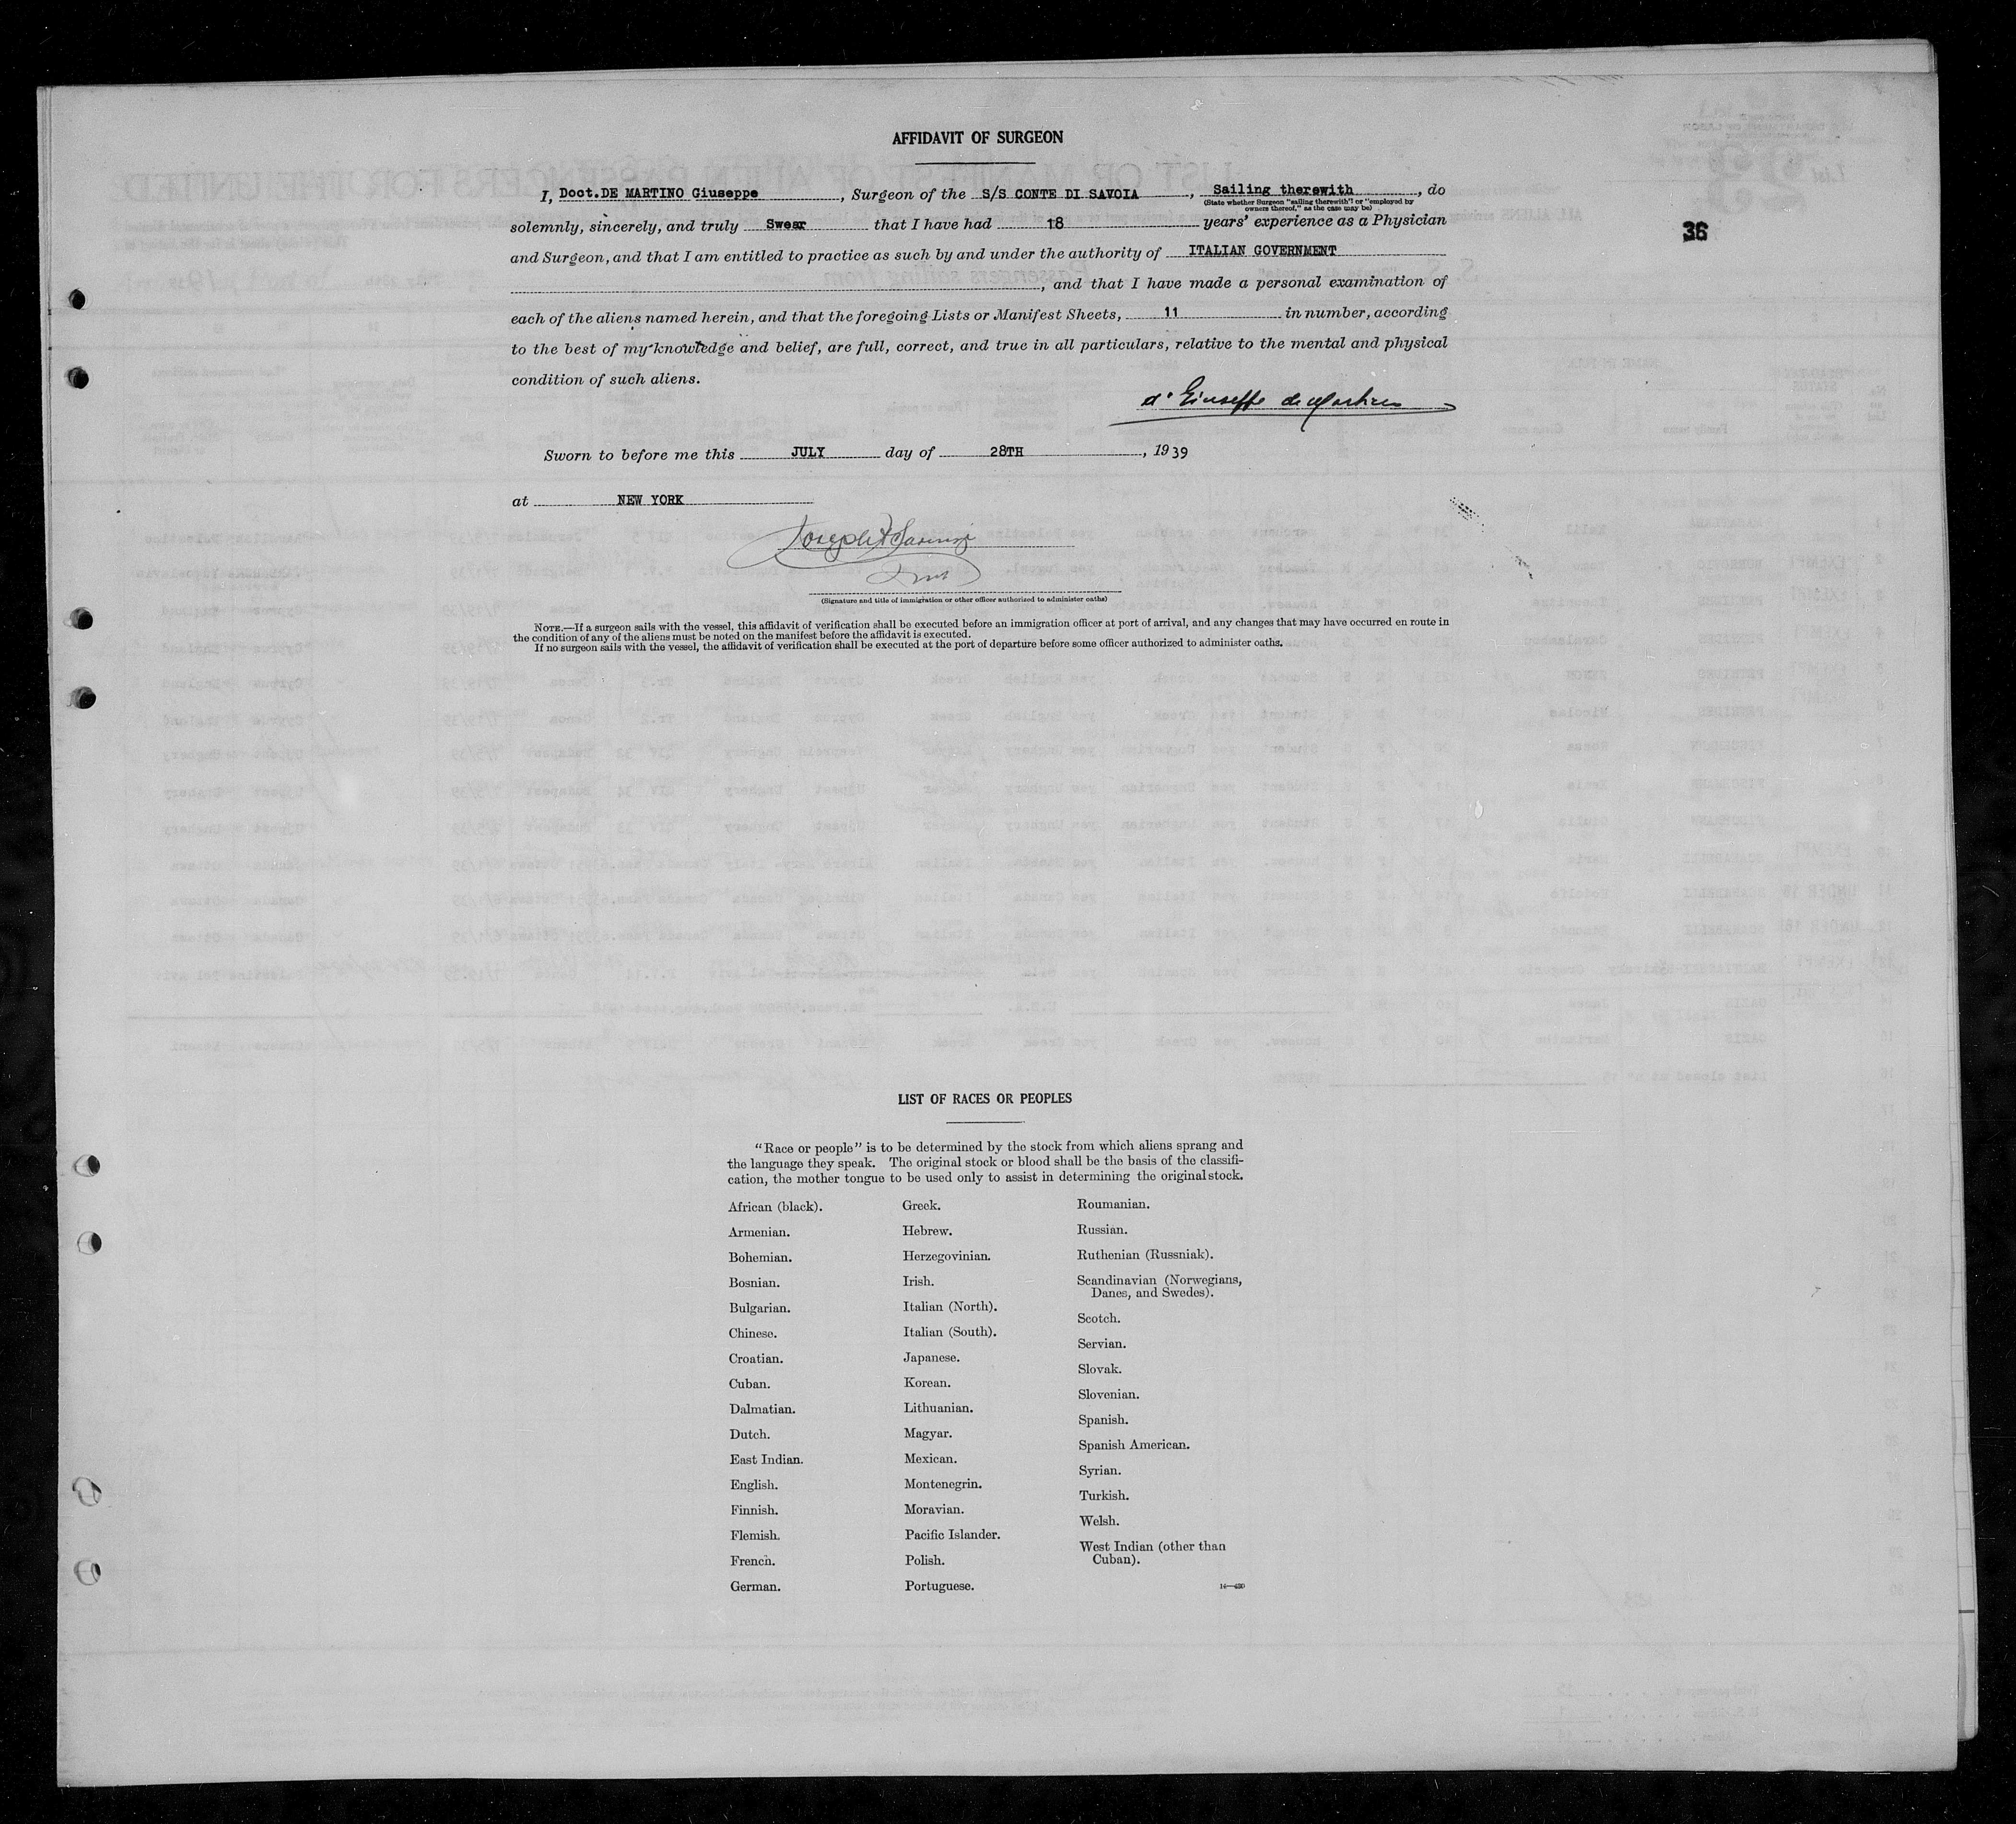 AFFIDAVIT OF SURGEON
I, Doct.DE MARTINO Giuseppe, Surgeon of the S/S CONTE DI SAVOIA, Sailing therewith, do
(State whether Surgeon "sailing therewith" or "employed by
owners thereof," as the case may be)
solemnly, sincerely, and truly Swear that I have had 18 years' experience as a Physician
36
and Surgeon, and that I am entitled to practice as such by and under the authority of ITALIAN GOVERNMENT
, and that I have made a personal examination of
each of the aliens named herein, and that the foregoing Lists or Manifest Sheets, 11 in number, according
to the best of my knowledge and belief, are full, correct, and true in all particulars, relative to the mental and physical
condition of such aliens.
d' Giuseppe de Martino
Sworn to before me this JULY day of 28TH, 1939
at NEW YORK
Joseph
(Signature and title of immigration or other officer authorized to administer oaths)
NOTE.—If a surgeon sails with the vessel, this affidavit of verification shall be executed before an immigration officer at port of arrival, and any changes that may have occurred en route in
the condition of any of the aliens must be noted on the manifest before the affidavit is executed.
If no surgeon sails with the vessel, the affidavit of verification shall be executed at the port of departure before some officer authorized to administer oaths.
LIST OF RACES OR PEOPLES
"Race or people" is to be determined by the stock from which aliens sprang and
the language they speak. The original stock or blood shall be the basis of the classifi-
cation, the mother tongue to be used only to assist in determining the original stock.
African (black).
Armenian.
Bohemian.
Bosnian.
Bulgarian.
Chinese.
Croatian.
Cuban.
Dalmatian.
Dutch.
East Indian.
English.
Finnish.
Flemish.
French.
German.
Greek.
Hebrew.
Herzegovinian.
Irish.
Italian (North).
Italian (South).
Japanese.
Korean.
Lithuanian.
Magyar.
Mexican.
Montenegrin.
Moravian.
Pacific Islander.
Polish.
Portuguese.
Roumanian.
Russian.
Ruthenian (Russniak).
Scandinavian (Norwegians,
Danes, and Swedes).
Scotch.
Servian.
Slovak.
Slovenian.
Spanish.
Spanish American.
Syrian.
Turkish.
Welsh.
West Indian (other than
Cuban).